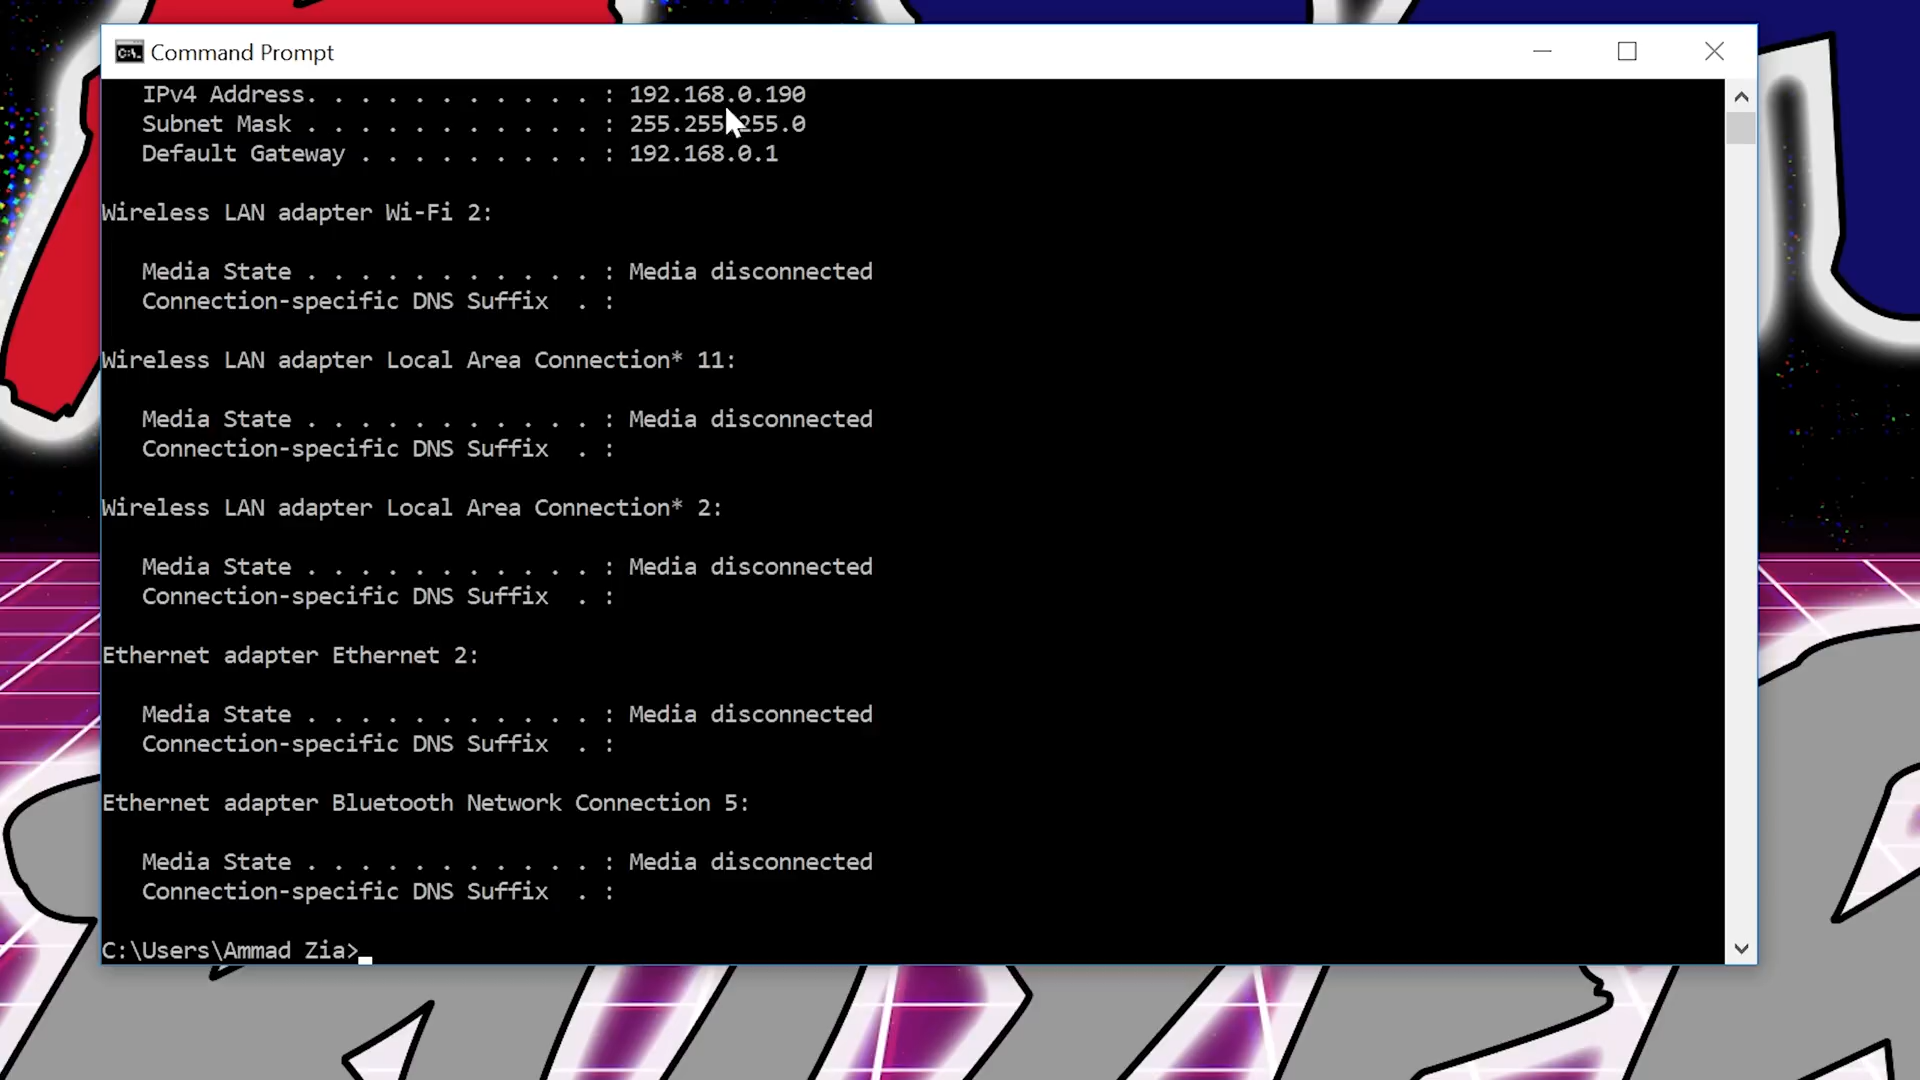 Command Prompt
IPv4 Address. . . . . . . . . . . : 192.168.0.190
Subnet Mask . . . . . . . . . . . : 255.255.255.0
Default Gateway . . . . . . . . . : 192.168.0.1
Wireless LAN adapter Wi-Fi 2:
Media State . . . . . . . . . . . : Media disconnected
Connection-specific DNS Suffix  . :
Wireless LAN adapter Local Area Connection* 11:
Media State . . . . . . . . . . . : Media disconnected
Connection-specific DNS Suffix  . :
Wireless LAN adapter Local Area Connection* 2:
Media State . . . . . . . . . . . : Media disconnected
Connection-specific DNS Suffix  . :
Ethernet adapter Ethernet 2:
Media State . . . . . . . . . . . : Media disconnected
Connection-specific DNS Suffix  . :
Ethernet adapter Bluetooth Network Connection 5:
Media State . . . . . . . . . . . : Media disconnected
Connection-specific DNS Suffix  . :
C:\Users\Ammad Zia>